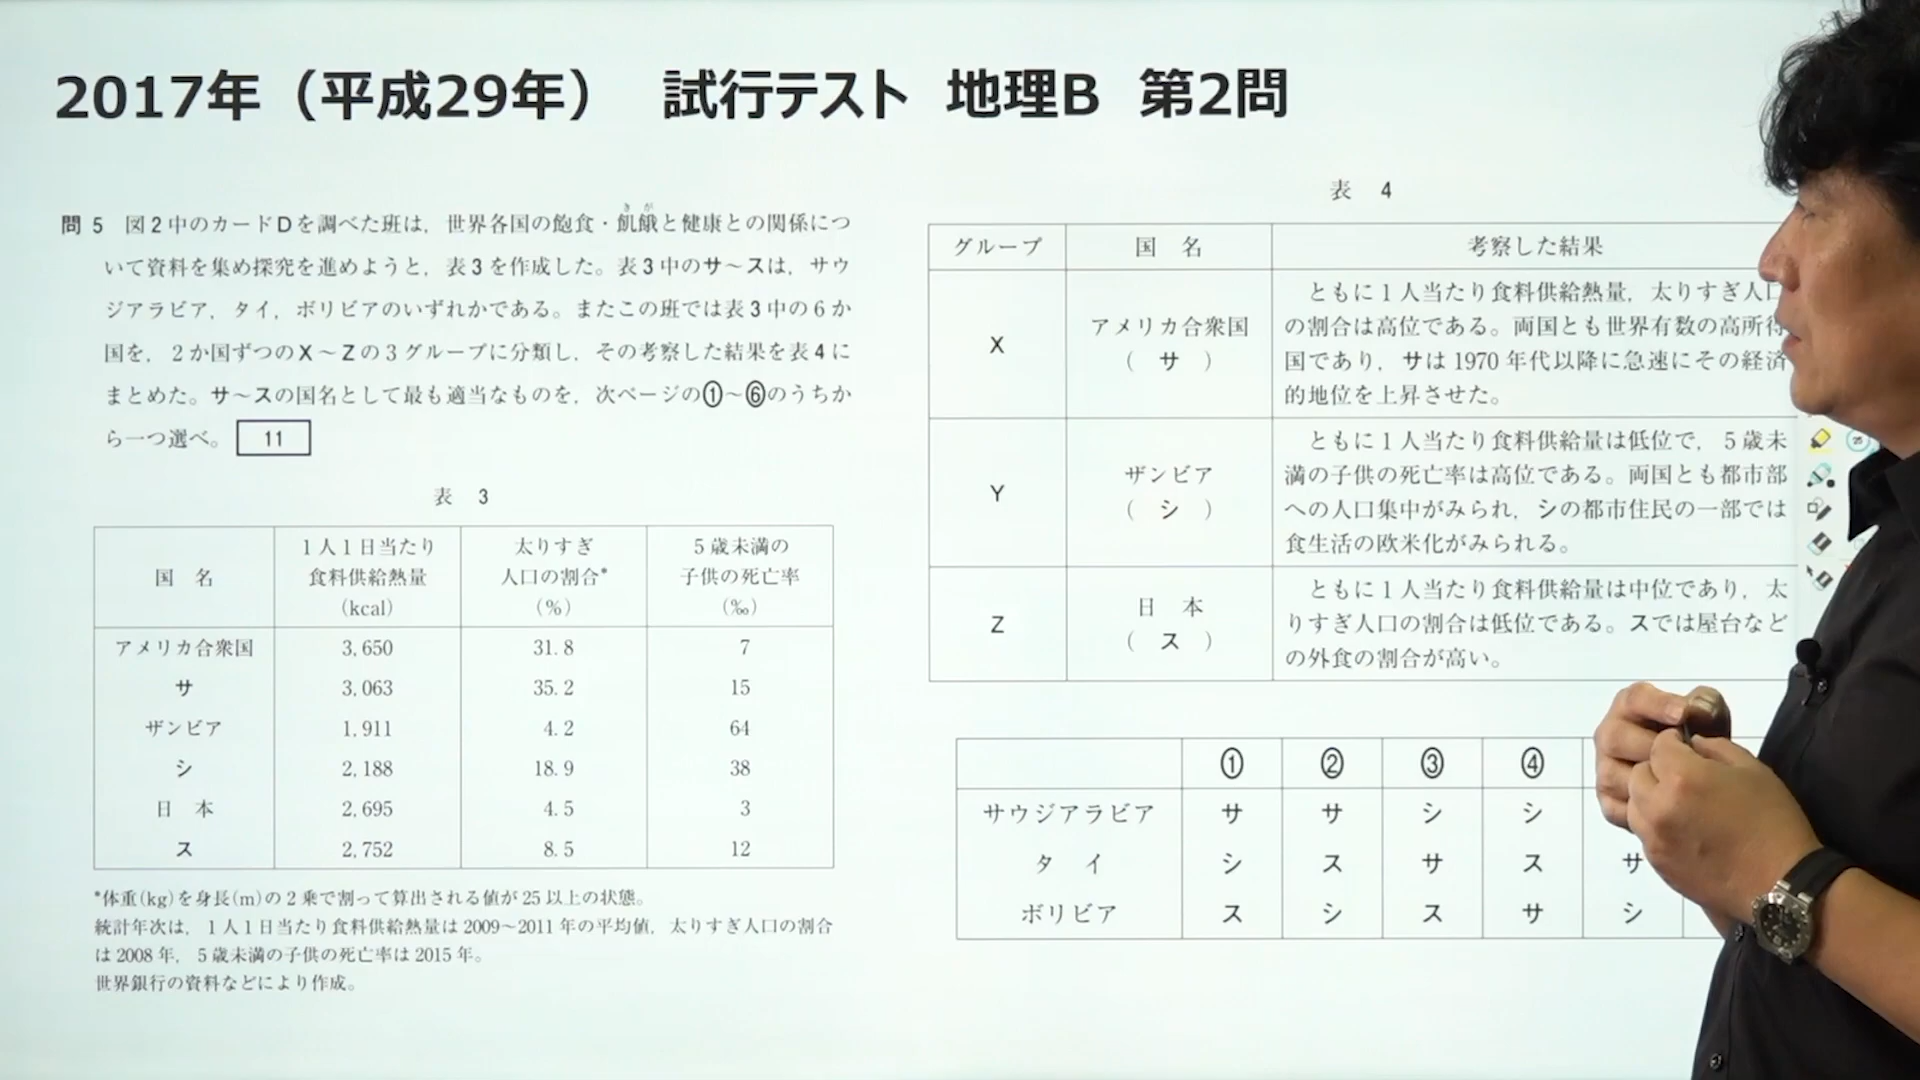 2017年（平成29年）　試行テスト　地理B　第2問
問 5　図2中のカードDを調べた班は，世界各国の飽食・飢餓と健康との関係につ
いて資料を集め探究を進めようと，表3を作成した。表3中のサ～スは，サウ
ジアラビア，タイ，ボリビアのいずれかである。またこの班では表3中の6か
国を，2か国ずつのX～Zの3グループに分類し，その考察した結果を表4に
まとめた。サ～スの国名として最も適当なものを，次ページの①～⑥のうちか
ら一つ選べ。 11
表　3
国　名　1人1日当たり食料供給熱量（kcal）　太りすぎ人口の割合*（%）　5歳未満の子供の死亡率（‰）
アメリカ合衆国　3,650　31.8　7
サ　3,063　35.2　15
ザンビア　1,911　4.2　64
シ　2,188　18.9　38
日　本　2,695　4.5　3
ス　2,752　8.5　12
*体重(kg)を身長(m)の2乗で割って算出される値が25以上の状態。
統計年次は，1人1日当たり食料供給熱量は2009～2011年の平均値，太りすぎ人口の割合
は2008年，5歳未満の子供の死亡率は2015年。
世界銀行の資料などにより作成。
表　4
グループ　国　名　考察した結果
X
アメリカ合衆国
（　サ　）
ともに1人当たり食料供給熱量，太りすぎ人口
の割合は高位である。両国とも世界有数の高所得
国であり，サは1970年代以降に急速にその経済
的地位を上昇させた。
Y
ザンビア
（　シ　）
ともに1人当たり食料供給量は低位で，5歳未
満の子供の死亡率は高位である。両国とも都市部
への人口集中がみられ，シの都市住民の一部では
食生活の欧米化がみられる。
Z
日　本
（　ス　）
ともに1人当たり食料供給量は中位であり，太
りすぎ人口の割合は低位である。スでは屋台など
の外食の割合が高い。
①　②　③　④
サウジアラビア　サ　サ　シ　シ
タ　イ　シ　ス　サ　ス　サ
ボリビア　ス　シ　ス　サ　シ